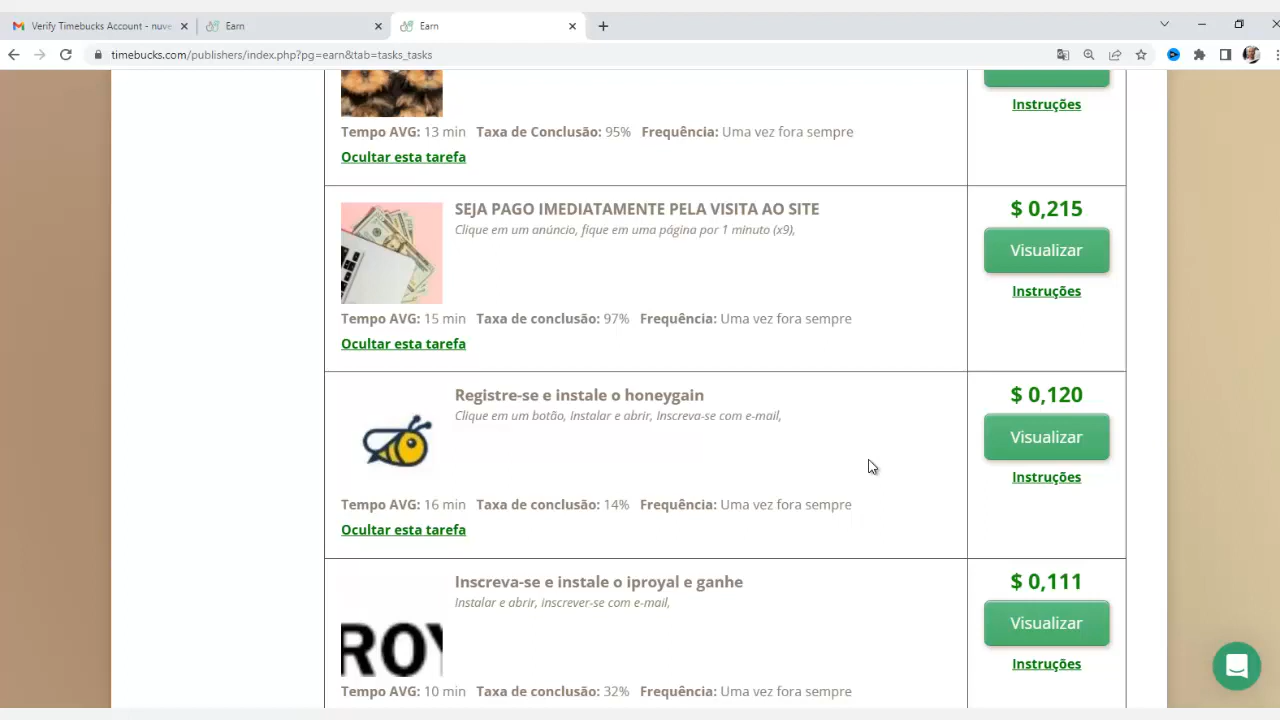 Verify Timebucks Account - nuve
Earn
Earn
timebucks.com/publishers/index.php?pg=earn&tab=tasks_tasks
Instruções
Tempo AVG: 13 min Taxa de Conclusão: 95% Frequência: Uma vez fora sempre
Ocultar esta tarefa
SEJA PAGO IMEDIATAMENTE PELA VISITA AO SITE
Clique em um anúncio, fique em uma página por 1 minuto (x9),
$ 0,215
Visualizar
Instruções
Tempo AVG: 15 min Taxa de conclusão: 97% Frequência: Uma vez fora sempre
Ocultar esta tarefa
Registre-se e instale o honeygain
Clique em um botão, Instalar e abrir, Inscreva-se com e-mail,
$ 0,120
Visualizar
Instruções
Tempo AVG: 16 min Taxa de conclusão: 14% Frequência: Uma vez fora sempre
Ocultar esta tarefa
Inscreva-se e instale o iproyal e ganhe
Instalar e abrir, inscrever-se com e-mail,
$ 0,111
Visualizar
ROY
Instruções
Tempo AVG: 10 min Taxa de conclusão: 32% Frequência: Uma vez fora sempre